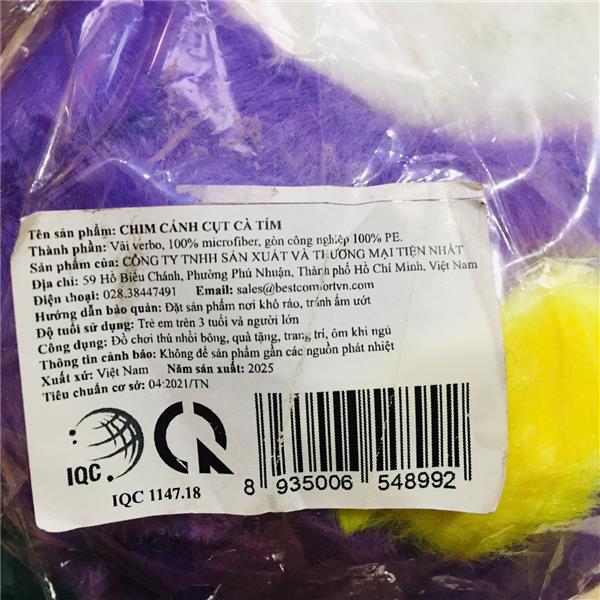 Tên sản phẩm: CHIM CÁNH CỤT CÀ TÍM
Thành phần: Vải verbo, 100% microfiber, gòn công nghiệp 100% PE.
Sản phẩm của: CÔNG TY TNHH SẢN XUẤT VÀ THƯƠNG MẠI TIỆN NHẤT
Địa chỉ: 59 Hồ Biểu Chánh, Phường Phú Nhuận, Thành phố Hồ Chí Minh, Việt Nam
Điện thoại: 028.38447491 Email: sales@bestcomfortvn.com
Hướng dẫn bảo quản: Đặt sản phẩm nơi khô ráo, tránh ẩm ướt
Độ tuổi sử dụng: Trẻ em trên 3 tuổi và người lớn
Công dụng: Đồ chơi thú nhồi bông, quà tặng, trang trí, ôm khi ngủ
Thông tin cảnh báo: Không để sản phẩm gần các nguồn phát nhiệt
Xuất xứ: Việt Nam Năm sản xuất: 2025
Tiêu chuẩn cơ sở: 04:2021/TN
IQC
IQC 1147.18
8 935006 548992